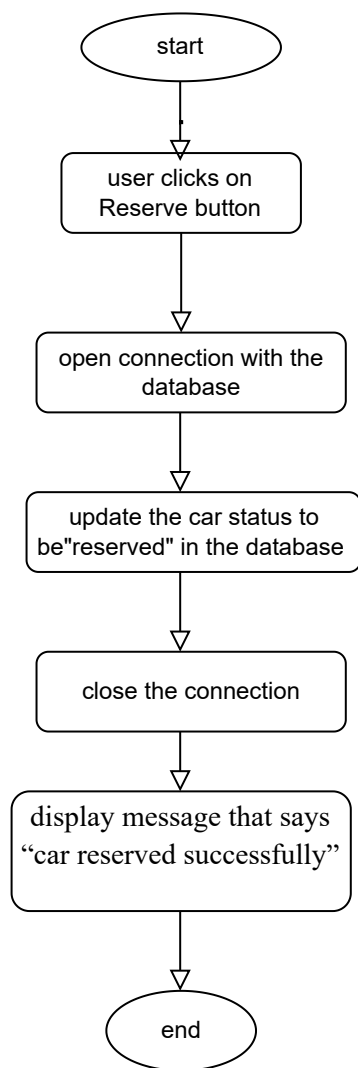 start
user clicks on
Reserve button
open connection with the
database
update the car status to
be"reserved" in the database
close the connection
display message that says
“car reserved successfully”
end